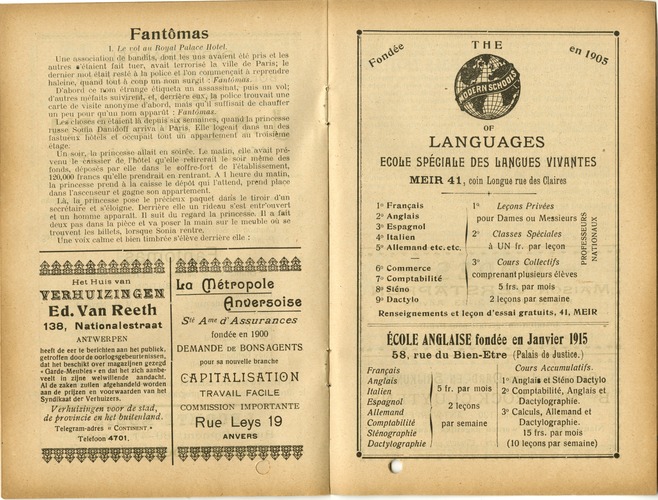 Fantômas
I. Le vol au Royal Palace Hotel.
Une association de bandits, dont les uns avaient été pris et les
autres s'étaient fait tuer, avait terrorisé la ville de Paris; le
dernier mot était resté à la police et l'on commençait à reprendre
haleine, quand tout à coup un nom surgit : Fantômas.
D'abord ce nom étrange étiqueta un assassinat, puis un vol;
d'autres méfaits suivirent, et, derrière eux, la police trouvait une
carte de visite anonyme d'abord, mais qu'il suffisait de chauffer
un peu pour qu'un nom apparût : Fantômas.
Les choses en étaient là depuis six semaines, quand la princesse
russe Sonia Danidoff arriva à Paris. Elle logeait dans un des
fastueux hôtels et occupait tout un appartement au troisième
étage.
Un soir, la princesse allait en soirée. Le matin, elle avait pré-
venu le caissier de l'hôtel qu'elle retirerait le soir même des
fonds, déposés par elle dans le coffre-fort de l'établissement,
120,000 francs qu'elle prendrait en rentrant. A 1 heure du matin,
la princesse prend à la caisse le dépôt qui l'attend, prend place
dans l'ascenseur et gagne son appartement.
Là, la princesse pose le précieux paquet dans le tiroir d'un
secrétaire et s'éloigne. Derrière elle un rideau s'est entr'ouvert
et un homme apparaît. Il suit du regard la princesse. Il a fait
deux pas dans la pièce et va poser la main sur le meuble où se
trouvent les billets, lorsque Sonia rentre.
Une voix calme et bien timbrée s'élève derrière elle :
Het Huis van
VERHUIZINGEN
Ed. Van Reeth
138, Nationalestraat
ANTWERPEN
heeft de eer te berichten aan het publiek,
getroffen door de oorlogsgebeurtenissen,
dat het beschikt over magazijnen gezegd
« Garde-Meubles » en dat het zich aanbe-
veelt in zijne welwillende aandacht.
Al de zaken zullen afgehandeld worden
aan de prijzen en voorwaarden van het
Syndikaat der Verhuizers.
Verhuizingen voor de stad,
de provincie en het buitenland.
Telegram-adres « CONTINENT. »
Telefoon 4701.
La Métropole
Anversoise
Sté Ame d'Assurances
fondée en 1900
DEMANDE DE BONS AGENTS
pour sa nouvelle branche
CAPITALISATION
TRAVAIL FACILE
COMMISSION IMPORTANTE
Rue Leys 19
ANVERS
Fondée
THE
en 1905
MODERN SCHOOLS
OF
LANGUAGES
ECOLE SPÉCIALE DES LANGUES VIVANTES
MEIR 41, coin Longue rue des Claires
1º Français
2º Anglais
3º Espagnol
4º Italien
5º Allemand etc. etc.
—
6º Commerce
7º Comptabilité
8º Sténo
9º Dactylo
1º Leçons Privées
pour Dames ou Messieurs
2º Classes Spéciales
à UN fr. par leçon
3º Cours Collectifs
comprenant plusieurs élèves
5 frs. par mois
2 leçons par semaine
PROFESSEURS
NATIONAUX
Renseignements et leçon d'essai gratuits, 41, MEIR
ÉCOLE ANGLAISE fondée en Janvier 1915
58, rue du Bien-Etre (Palais de Justice.)
Français
Anglais
Italien
Espagnol
Allemand
Comptabilité
Sténographie
Dactylographie
5 fr. par mois
2 leçons
par semaine
Cours Accumulatifs.
1º Anglais et Sténo Dactylo
2º Comptabilité, Anglais et
Dactylographie.
3º Calculs, Allemand et
Dactylographie.
15 frs. par mois
(10 leçons par semaine)